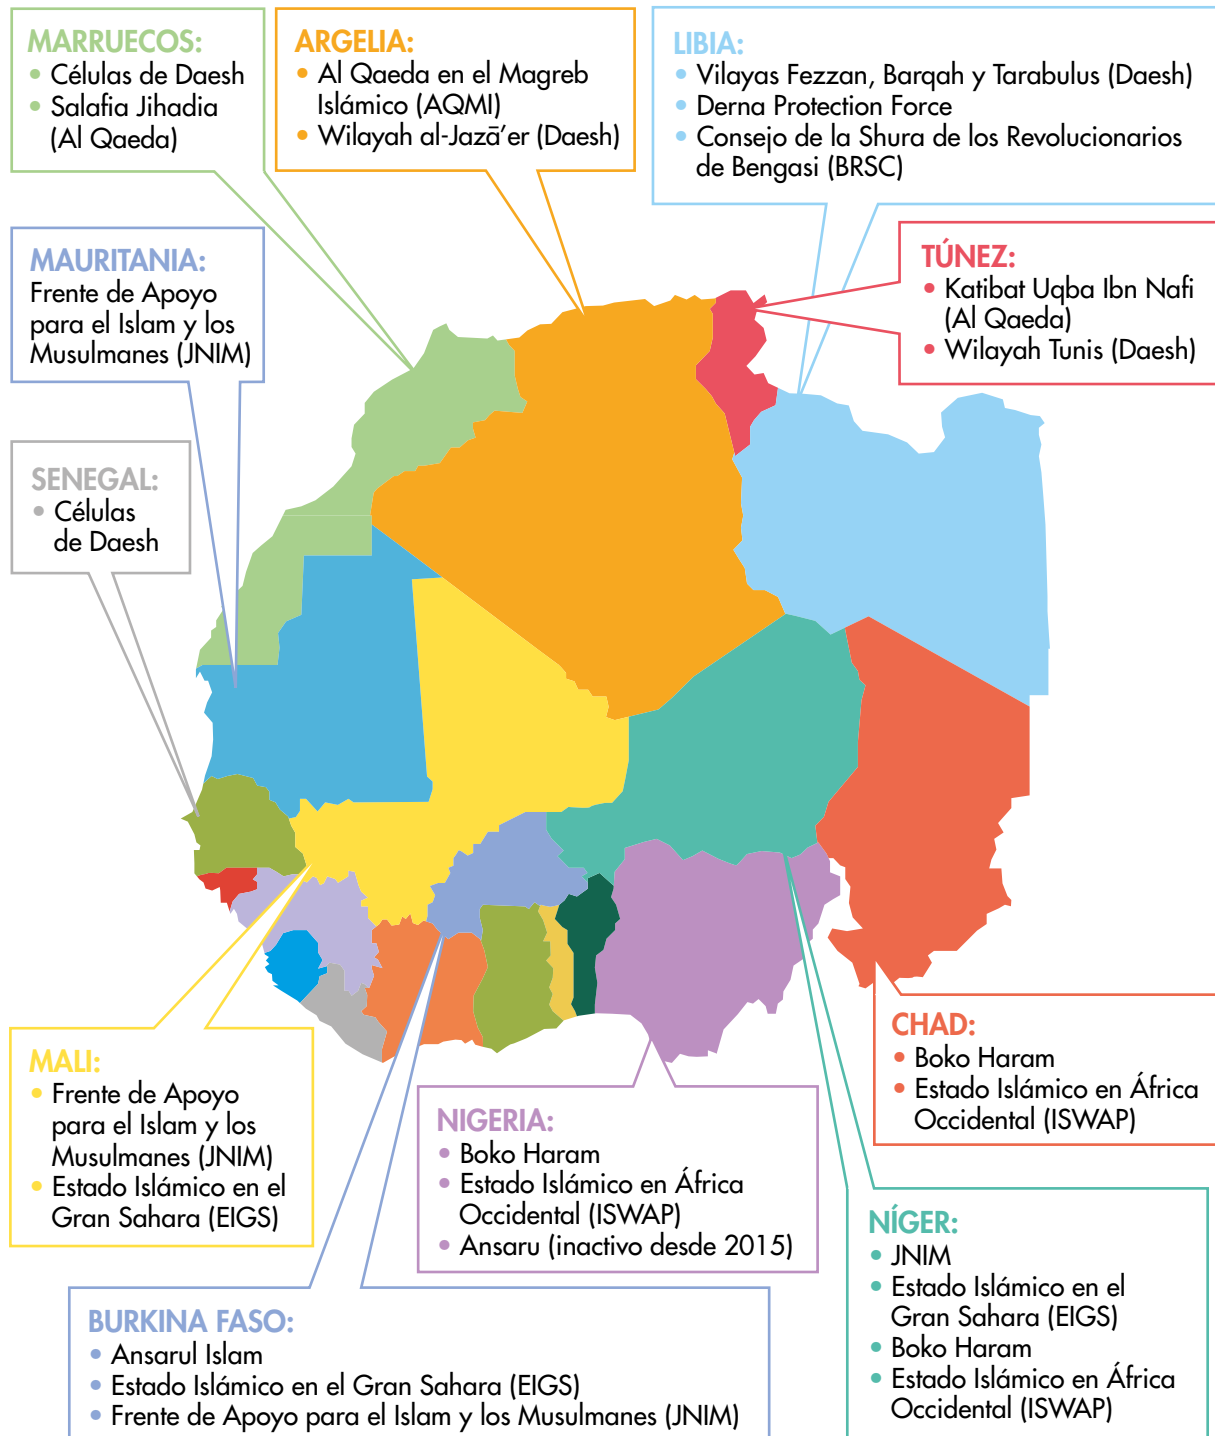 MARRUECOS:
• Células de Daesh
• Salafia Jihadia
(Al Qaeda)
ARGELIA:
• Al Qaeda en el Magreb
Islámico (AQMI)
• Wilayah al-Jazā’er (Daesh)
LIBIA:
• Vilayas Fezzan, Barqah y Tarabulus (Daesh)
• Derna Protection Force
• Consejo de la Shura de los Revolucionarios
de Bengasi (BRSC)
MAURITANIA:
Frente de Apoyo
para el Islam y los
Musulmanes (JNIM)
TÚNEZ:
• Katibat Uqba Ibn Nafi
(Al Qaeda)
• Wilayah Tunis (Daesh)
SENEGAL:
• Células
de Daesh
MALI:
• Frente de Apoyo
para el Islam y los
Musulmanes (JNIM)
• Estado Islámico en el
Gran Sahara (EIGS)
NIGERIA:
• Boko Haram
• Estado Islámico en África
Occidental (ISWAP)
• Ansaru (inactivo desde 2015)
CHAD:
• Boko Haram
• Estado Islámico en África
Occidental (ISWAP)
NÍGER:
• JNIM
• Estado Islámico en el
Gran Sahara (EIGS)
• Boko Haram
• Estado Islámico en África
Occidental (ISWAP)
BURKINA FASO:
• Ansarul Islam
• Estado Islámico en el Gran Sahara (EIGS)
• Frente de Apoyo para el Islam y los Musulmanes (JNIM)